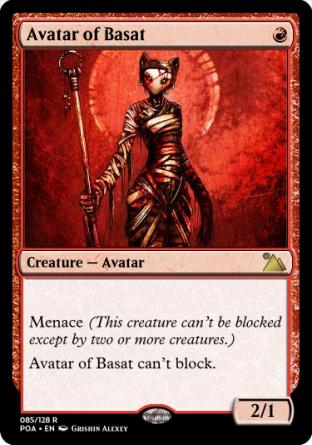 Avatar of Basat
Creature — Avatar
Menace (This creature can't be blocked
except by two or more creatures.)
Avatar of Basat can't block.
2/1
085/128 R
POA • EN Grishin Alexey